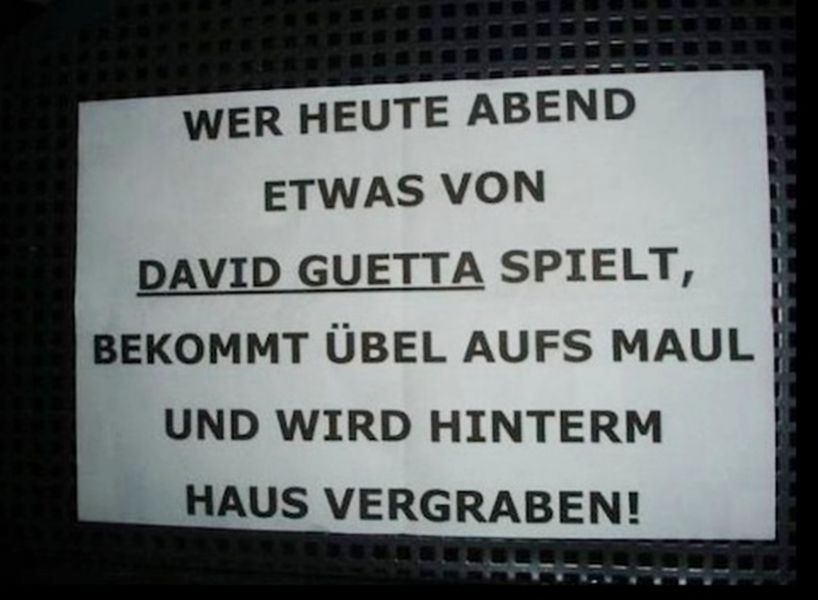 WER HEUTE ABEND
ETWAS VON
DAVID GUETTA SPIELT,
BEKOMMT ÜBEL AUFS MAUL
UND WIRD HINTERM
HAUS VERGRABEN!